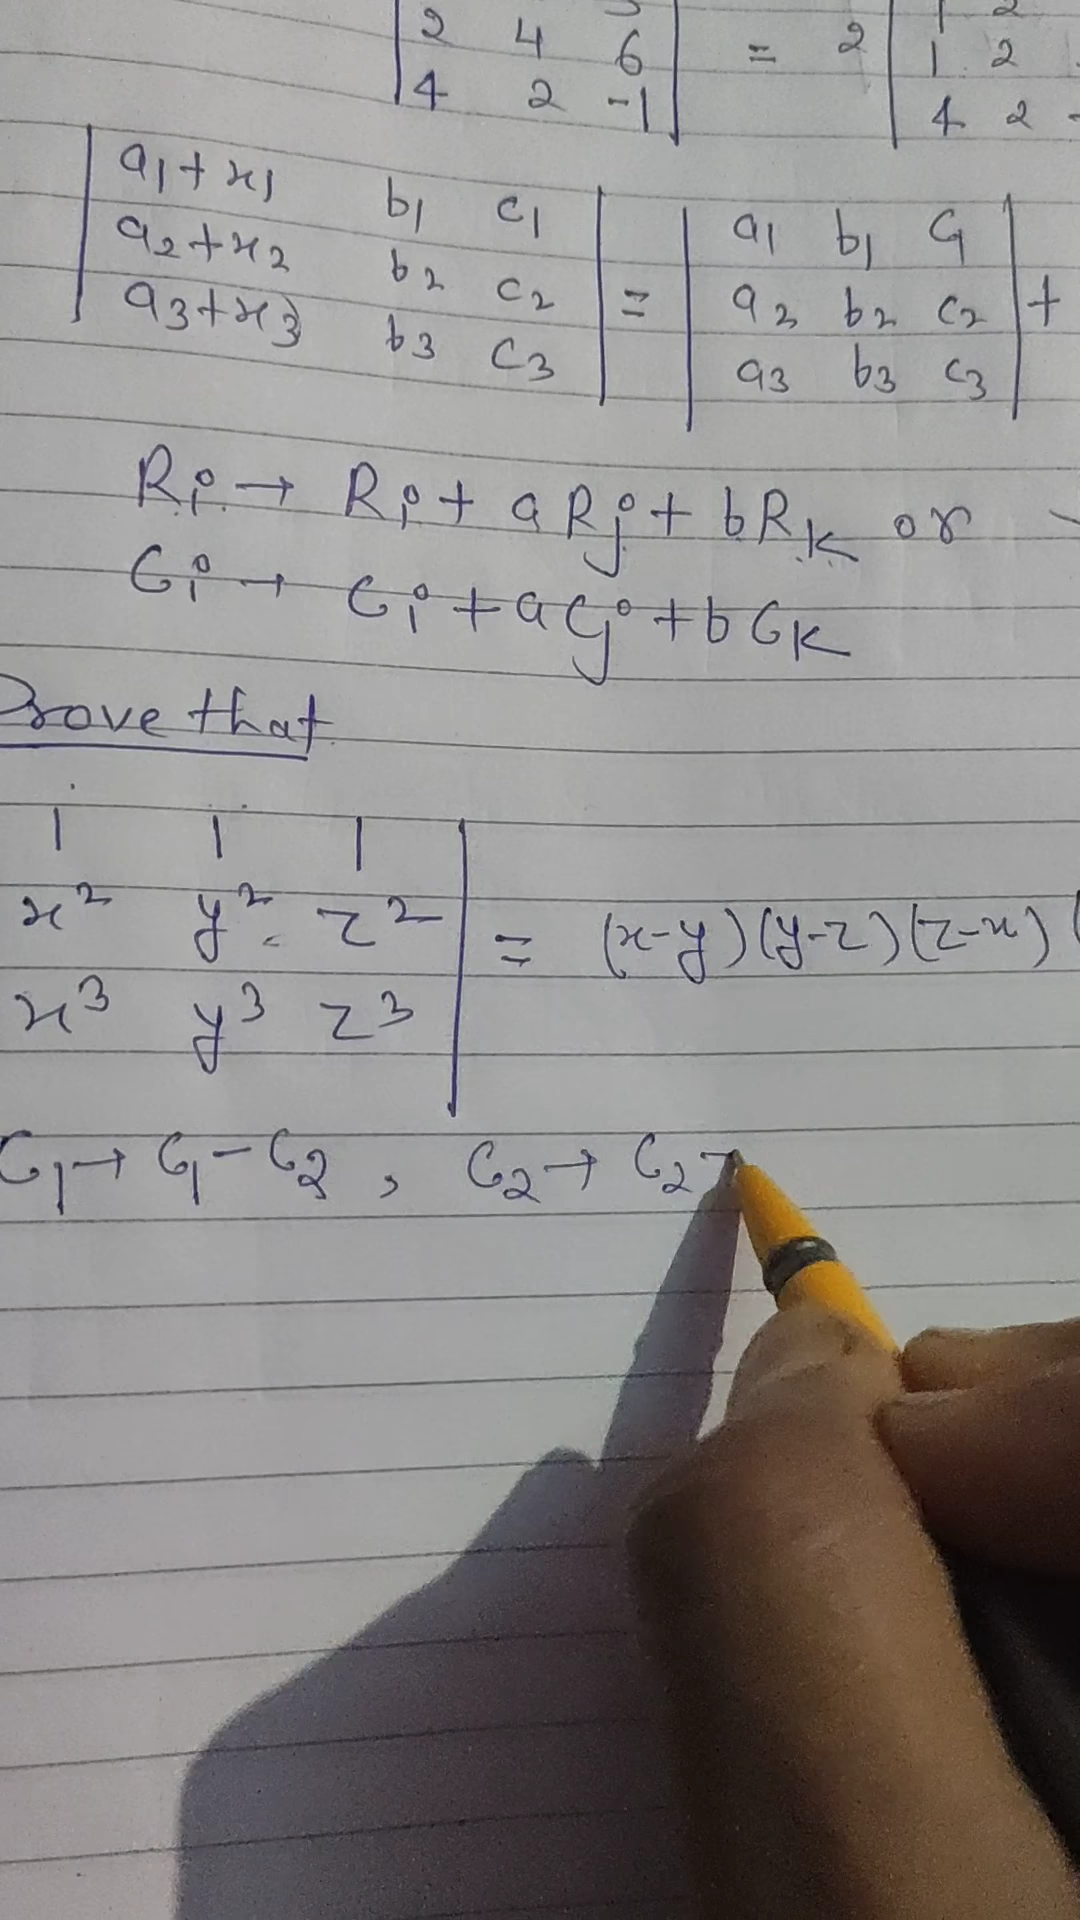 2 4 6 = 2 1 2
4 2 -1 4 2
a1+x1 b1 c1 a1 b1 c1
a2+x2 b2 c2 = a2 b2 c2 +
a3+x3 b3 c3 a3 b3 c3
Ri → Ri + aRj + bRk or
Ci → Ci + aCj + bCk
Prove that
1 1 1
x² y² z² = (x-y)(y-z)(z-x)(
x³ y³ z³
C1 → C1 - C2 , C2 → C2 -